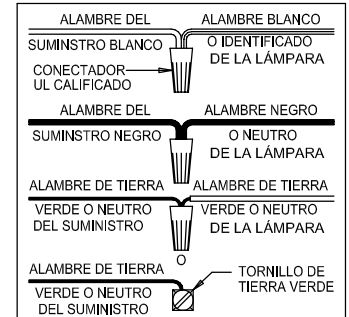 ALAMBRE DEL ALAMBRE BLANCO
SUMINSTRO BLANCO O IDENTIFICADO
CONECTADOR DE LA LÁMPARA
UL CALIFICADO
ALAMBRE DEL ALAMBRE NEGRO
SUMINSTRO NEGRO O NEUTRO
DE LA LÁMPARA
ALAMBRE DE TIERRA ALAMBRE DE TIERRA
VERDE O NEUTRO VERDE O NEUTRO
DEL SUMINISTRO DE LA LÁMPARA
O
ALAMBRE DE TIERRA TORNILLO DE
VERDE O NEUTRO TIERRA VERDE
DEL SUMINISTRO